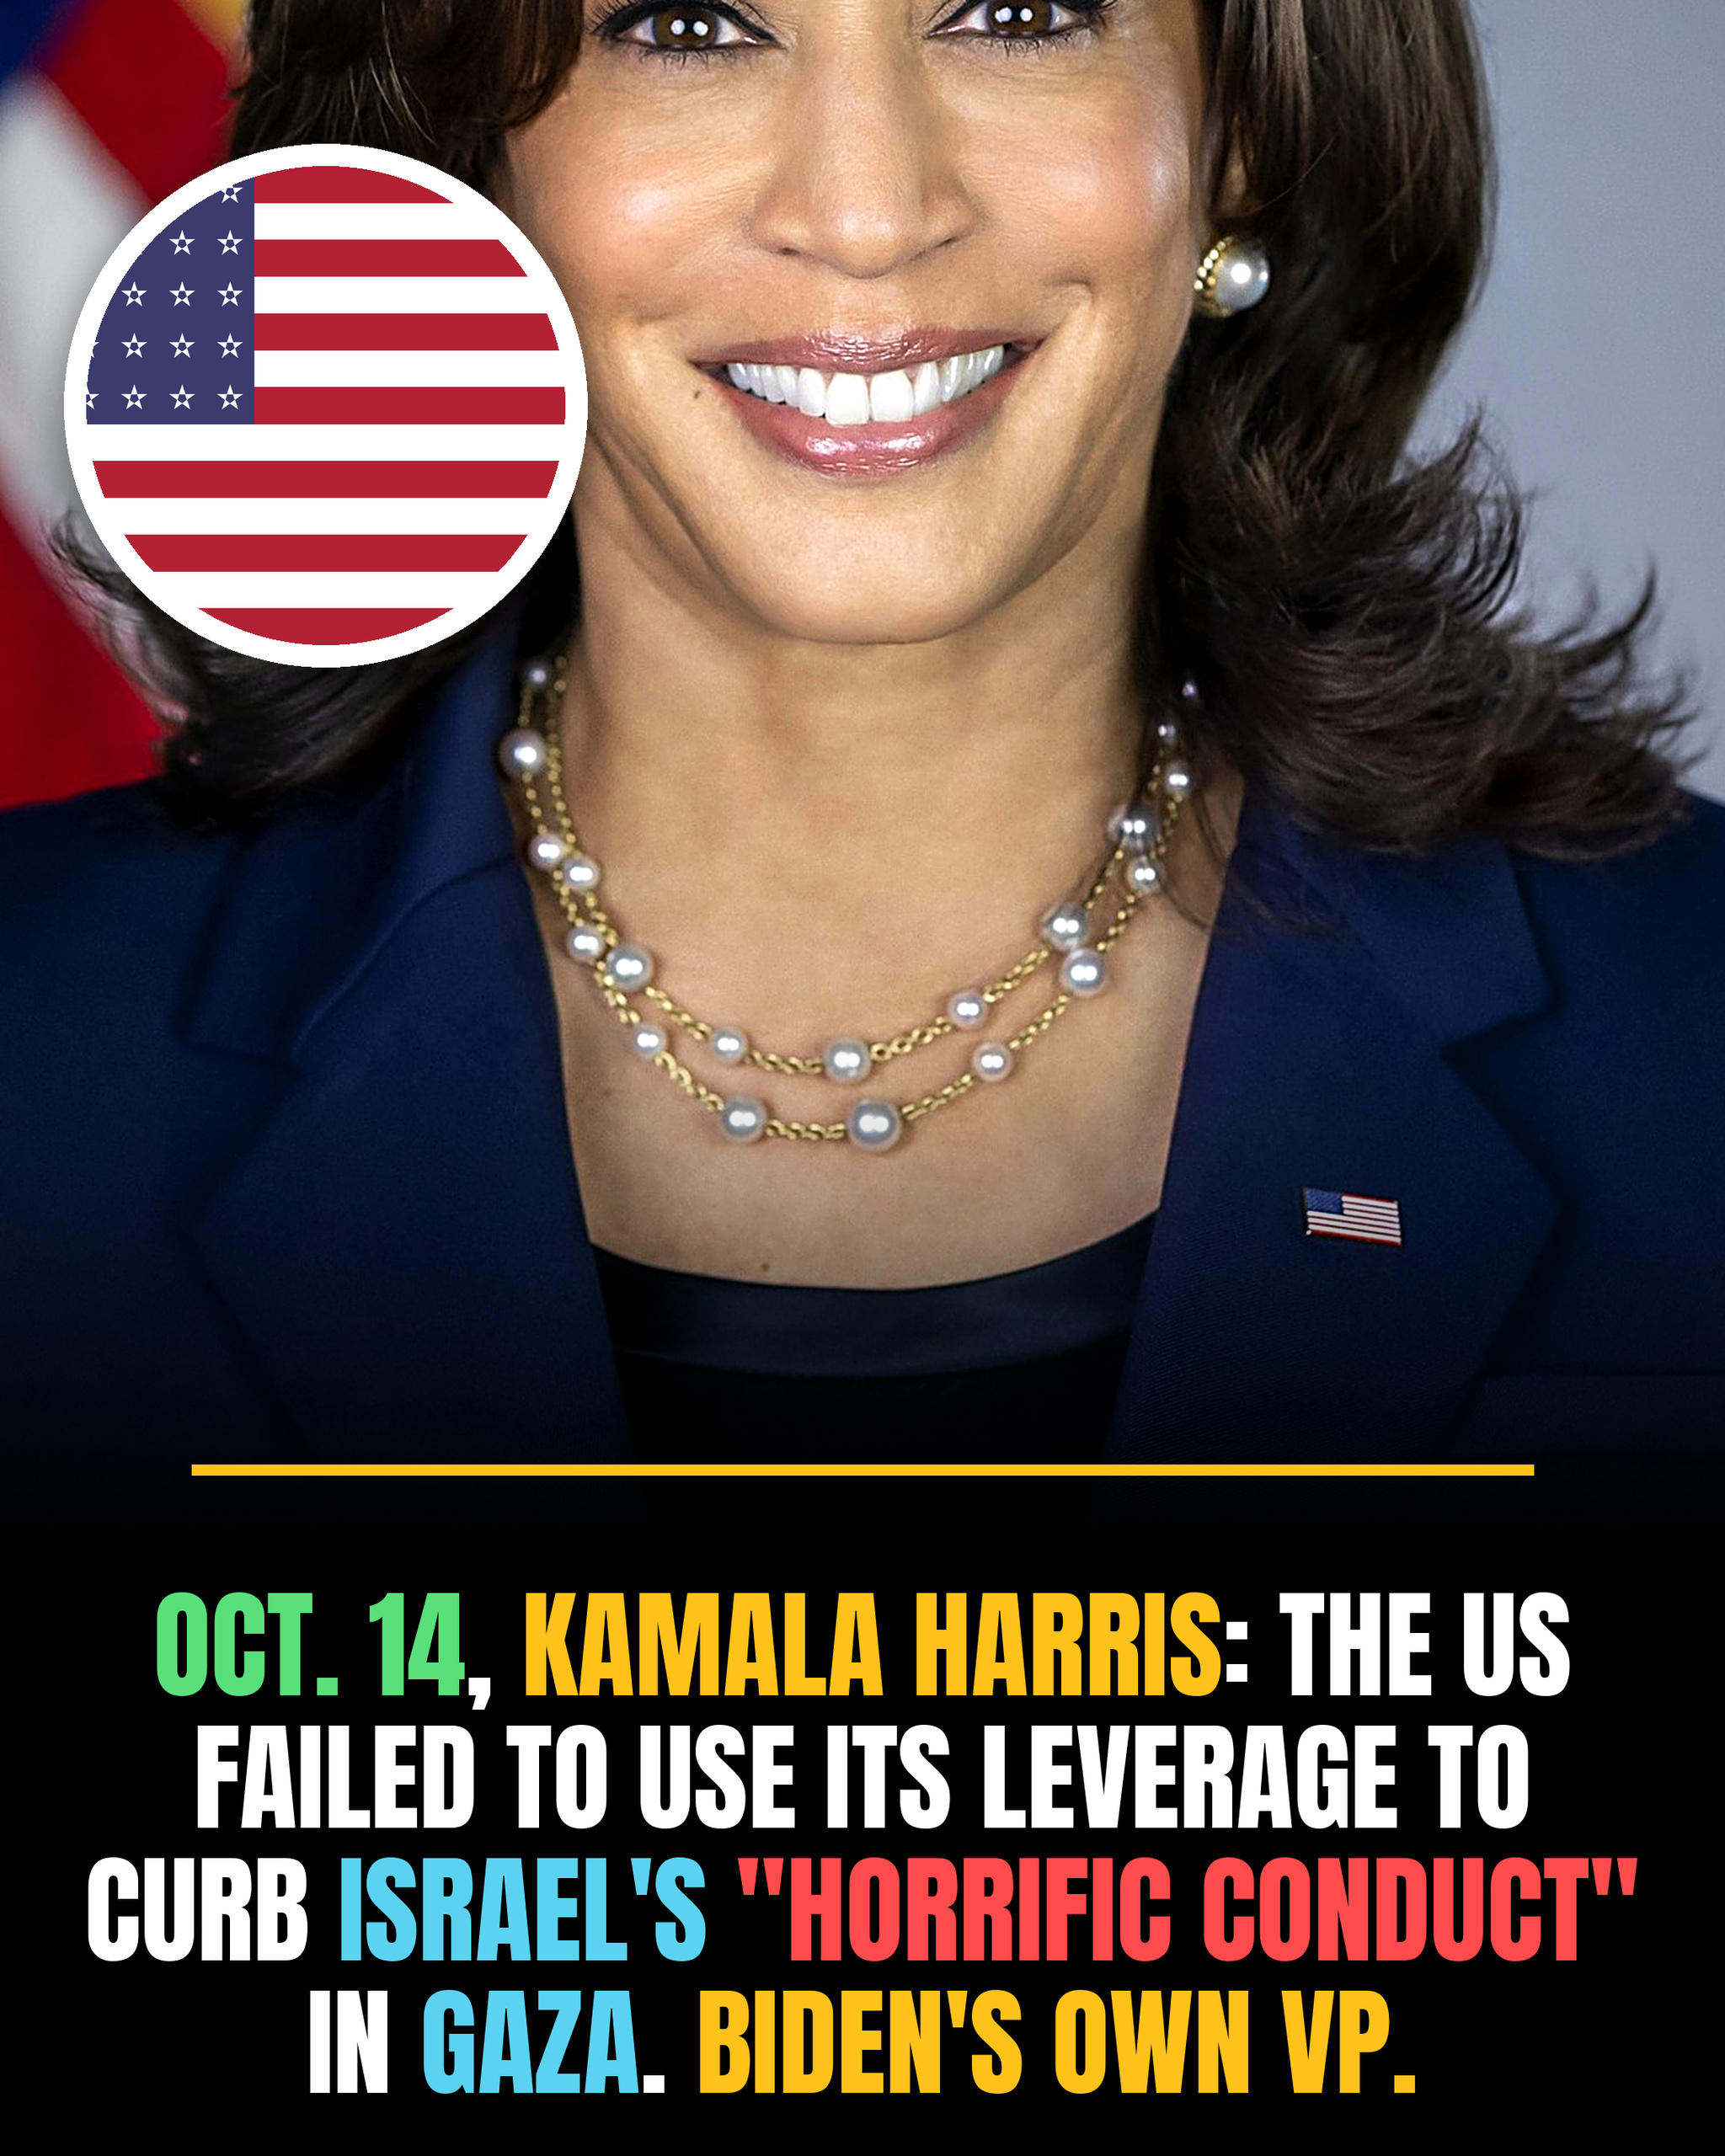 OCT. 14, KAMALA HARRIS: THE US
FAILED TO USE ITS LEVERAGE TO
CURB ISRAEL'S "HORRIFIC CONDUCT"
IN GAZA. BIDEN'S OWN VP.